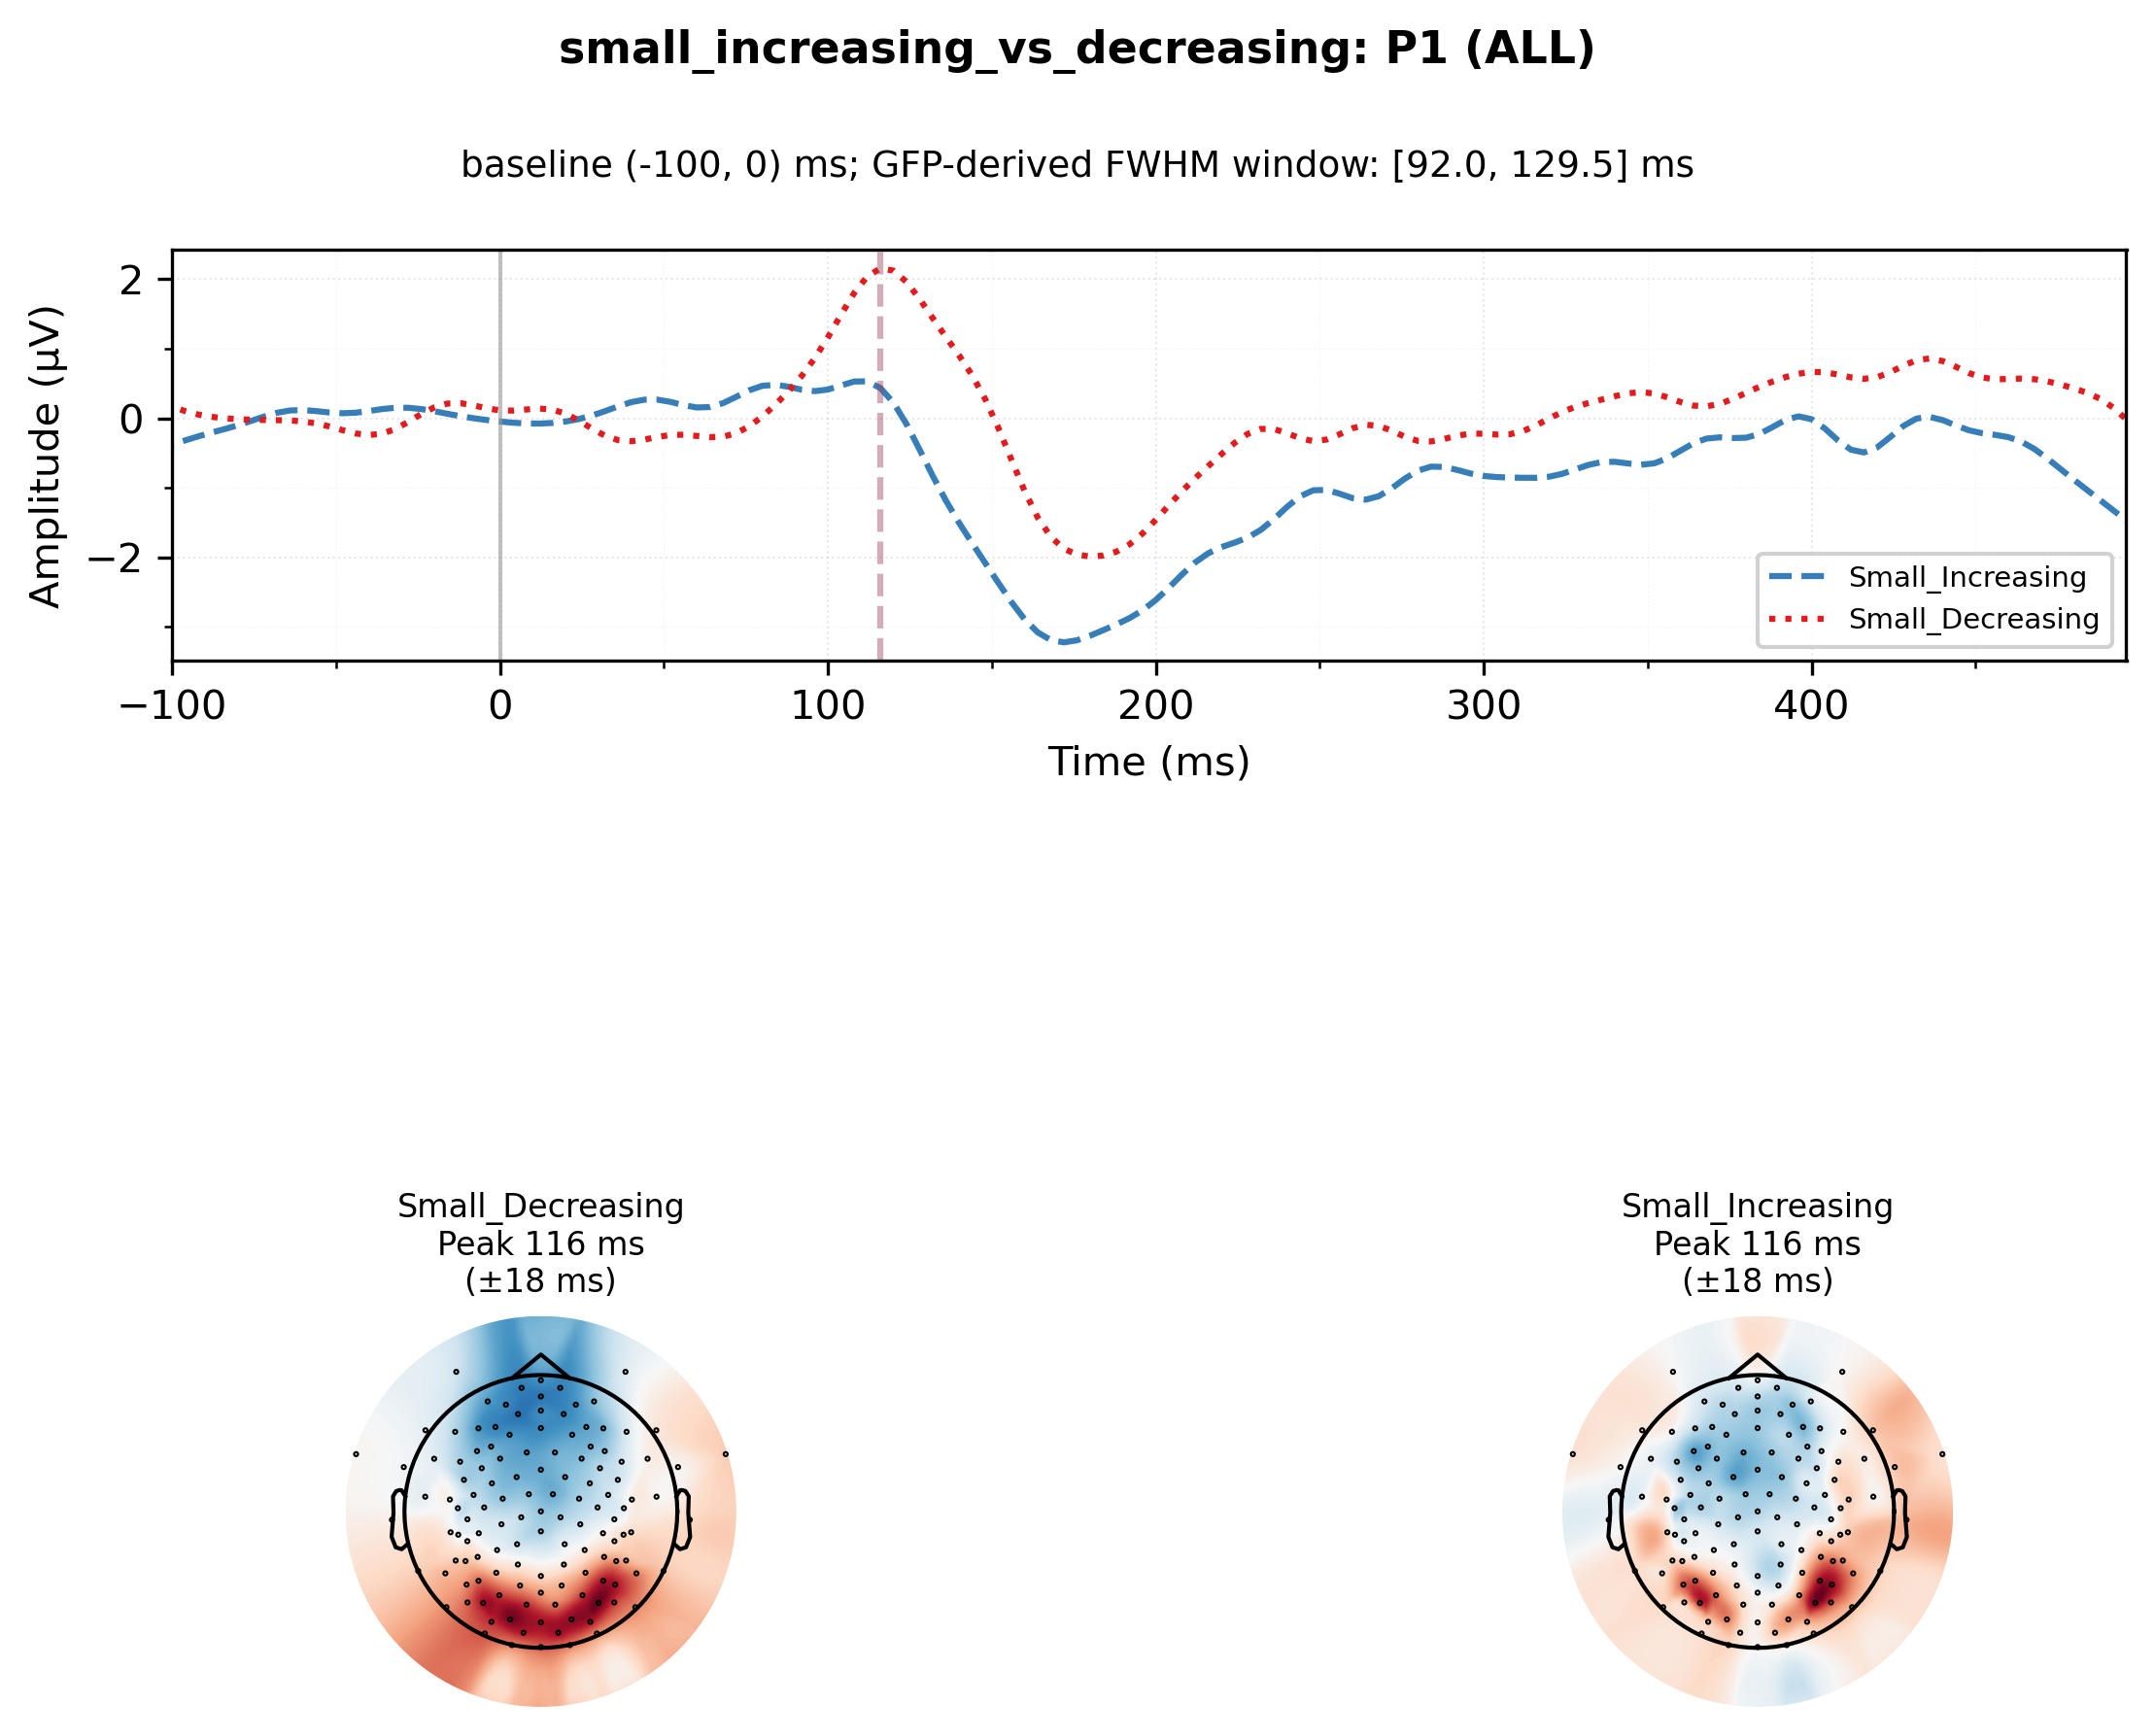 small_increasing_vs_decreasing: P1 (ALL)
baseline (-100, 0) ms; GFP-derived FWHM window: [92.0, 129.5] ms
Amplitude (µV)
2
0
−2
Small_Increasing
Small_Decreasing
−100
0
100
200
300
400
Time (ms)
Small_Decreasing
Peak 116 ms
(±18 ms)
Small_Increasing
Peak 116 ms
(±18 ms)